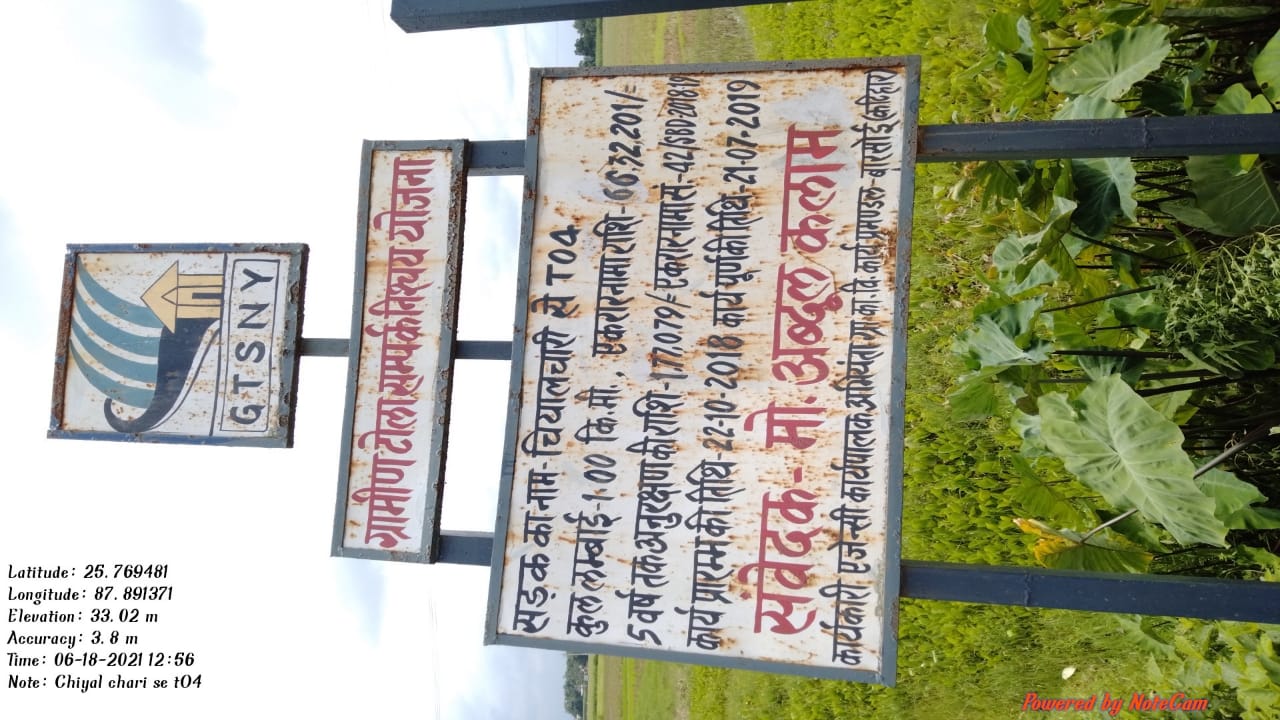 GTSNY
ग्रामीण टोला सम्पर्क निश्चय योजना
सड़क का नाम चियालचारी से T04
कुल लम्बाई-1.00 कि.मी., एकरारनामा राशि-66,32,201/-
5 वर्ष तक अनुरक्षण की राशि-1,77,079/-एकरारनामा सं.-42/SBD-2018-19
कार्य प्रारम्भ की तिथि-22-10-2018 कार्य पूर्ण की तिथि-21-07-2019
संवेदक- मो. अब्दूल कलाम
कार्यकारी एजेन्सी कार्यपालक अभियन्ता ग्रा.का.वि. कार्य प्रमण्डल-बारसोई (कटिहार)
Latitude: 25.769481
Longitude: 87.891371
Elevation: 33.02 m
Accuracy: 3.8 m
Time: 06-18-2021 12:56
Note: Chiyal chari se t04
Powered by NoteCam